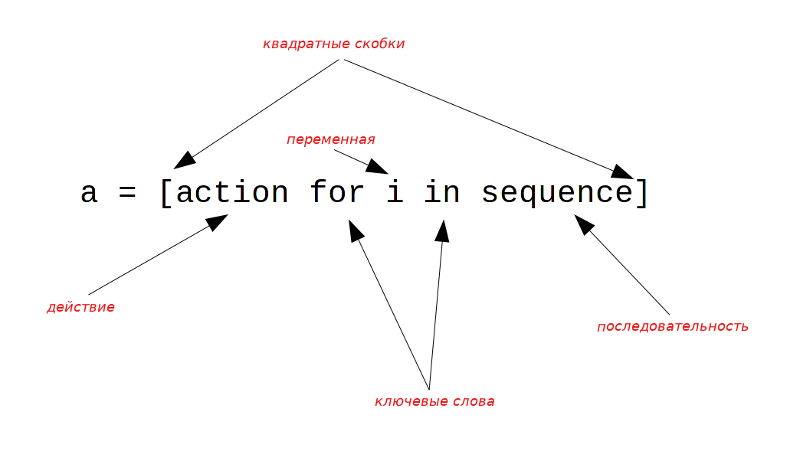 квадратные скобки
переменная
a = [action for i in sequence]
действие
последовательность
ключевые слова